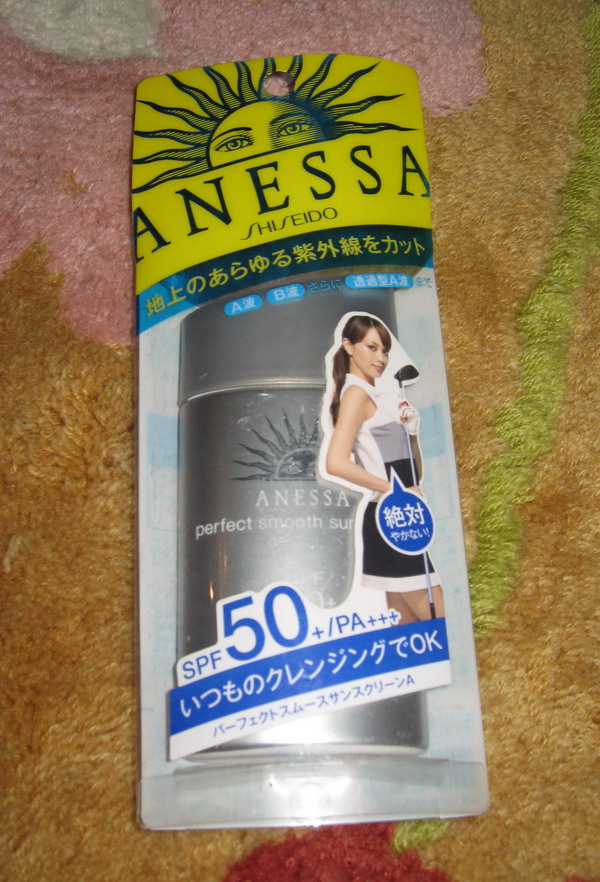 ANESSA
SHISEIDO
地上のあらゆる紫外線をカット
A波 B波 さらに 透過型A波 まで
ANESSA
perfect smooth sun
絶対
やかない!
SPF 50+/PA+++
いつものクレンジングでOK
パーフェクトスムースサンスクリーンA